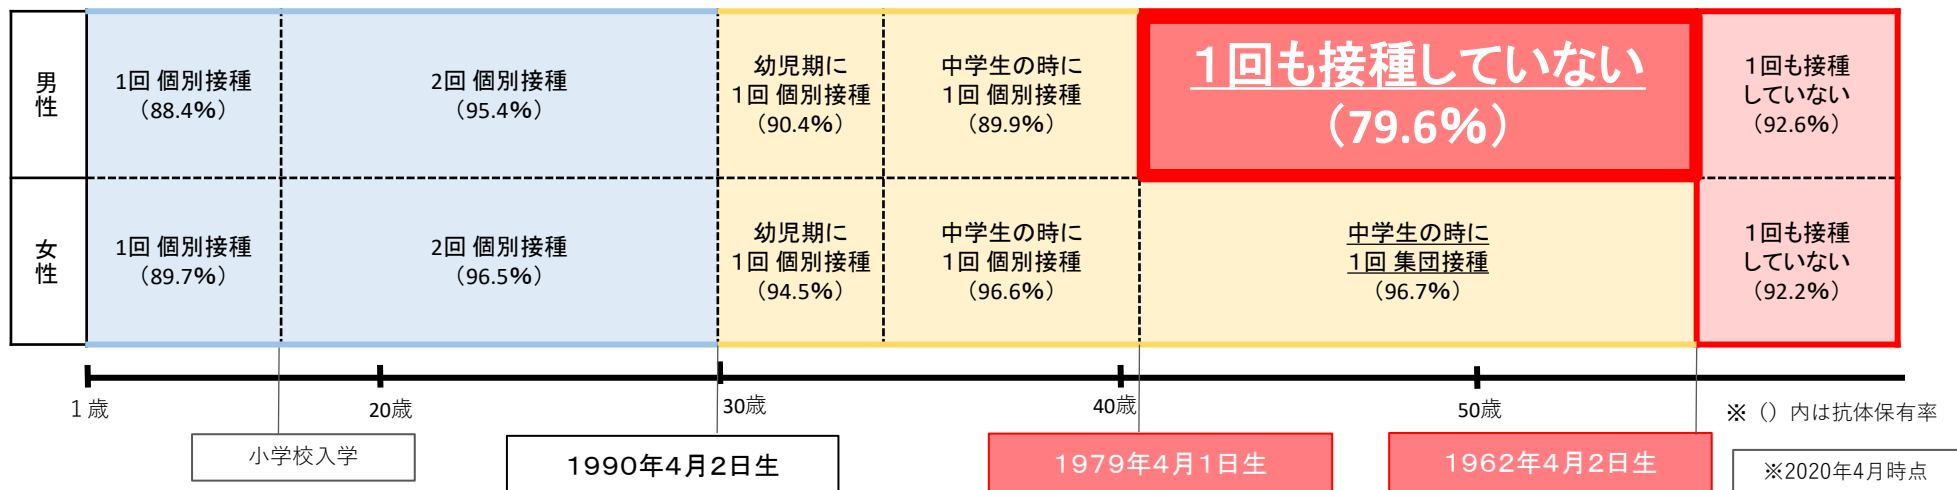 男性
1回 個別接種
（88.4%）
2回 個別接種
（95.4%）
幼児期に
１回 個別接種
（90.4%）
中学生の時に
１回 個別接種
（89.9%）
１回も接種していない
（79.6%）
１回も接種
していない
（92.6%）
女性
1回 個別接種
（89.7%）
2回 個別接種
（96.5%）
幼児期に
１回 個別接種
（94.5%）
中学生の時に
１回 個別接種
（96.6%）
中学生の時に
１回 集団接種
（96.7%）
１回も接種
していない
（92.2%）
１歳
20歳
30歳
40歳
50歳
※（）内は抗体保有率
小学校入学
１９９０年４月２日生
１９７９年４月１日生
１９６２年４月２日生
※2020年4月時点